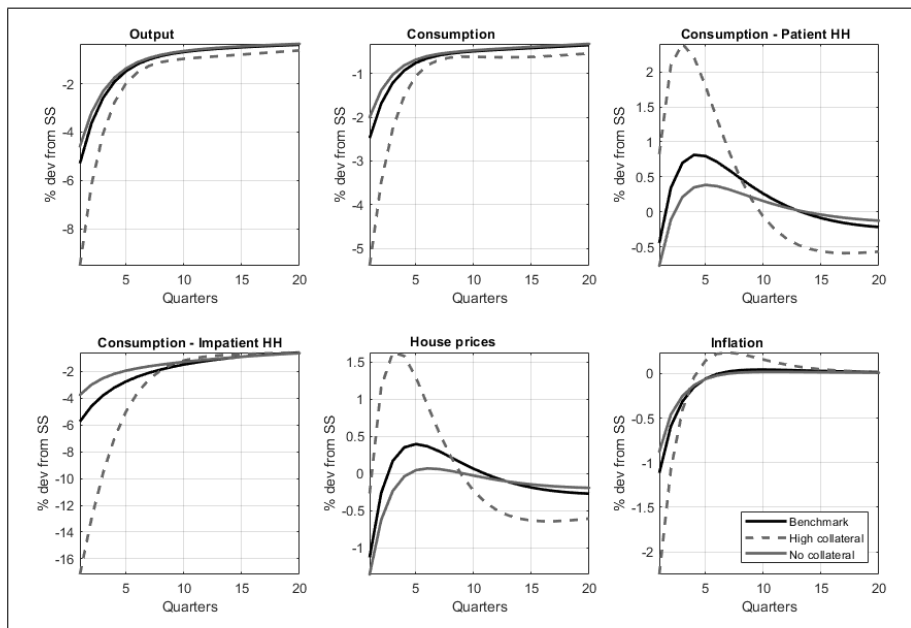 Output
% dev from SS
-2
-4
-6
-8
5 10 15 20
Quarters
Consumption
% dev from SS
-1
-2
-3
-4
-5
5 10 15 20
Quarters
Consumption - Patient HH
% dev from SS
2
1.5
1
0.5
0
-0.5
5 10 15 20
Quarters
Consumption - Impatient HH
% dev from SS
-2
-4
-6
-8
-10
-12
-14
-16
5 10 15 20
Quarters
House prices
% dev from SS
1.5
1
0.5
0
-0.5
-1
5 10 15 20
Quarters
Inflation
% dev from SS
0
-0.5
-1
-1.5
-2
Benchmark
High collateral
No collateral
5 10 15 20
Quarters